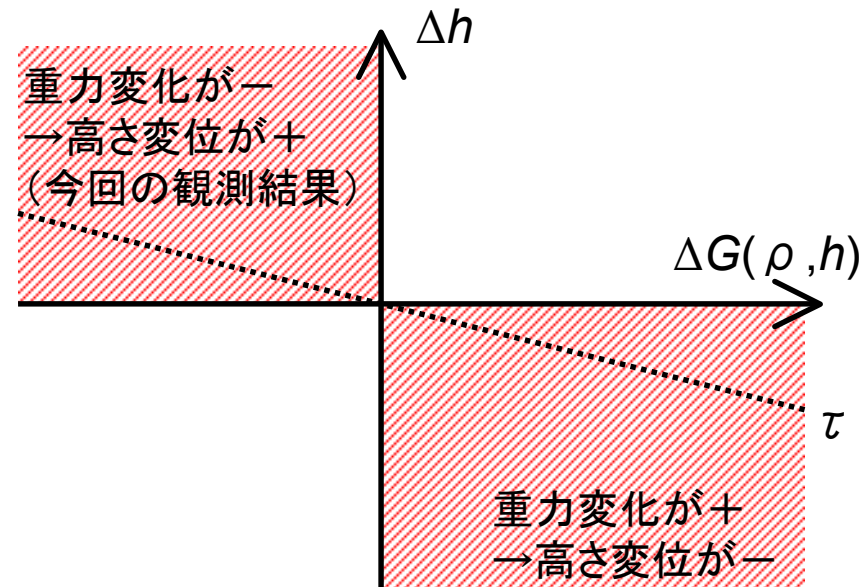 Δh
重力変化がー
→高さ変位が＋
（今回の観測結果）
ΔG(ρ,h)
τ
重力変化が＋
→高さ変位がー